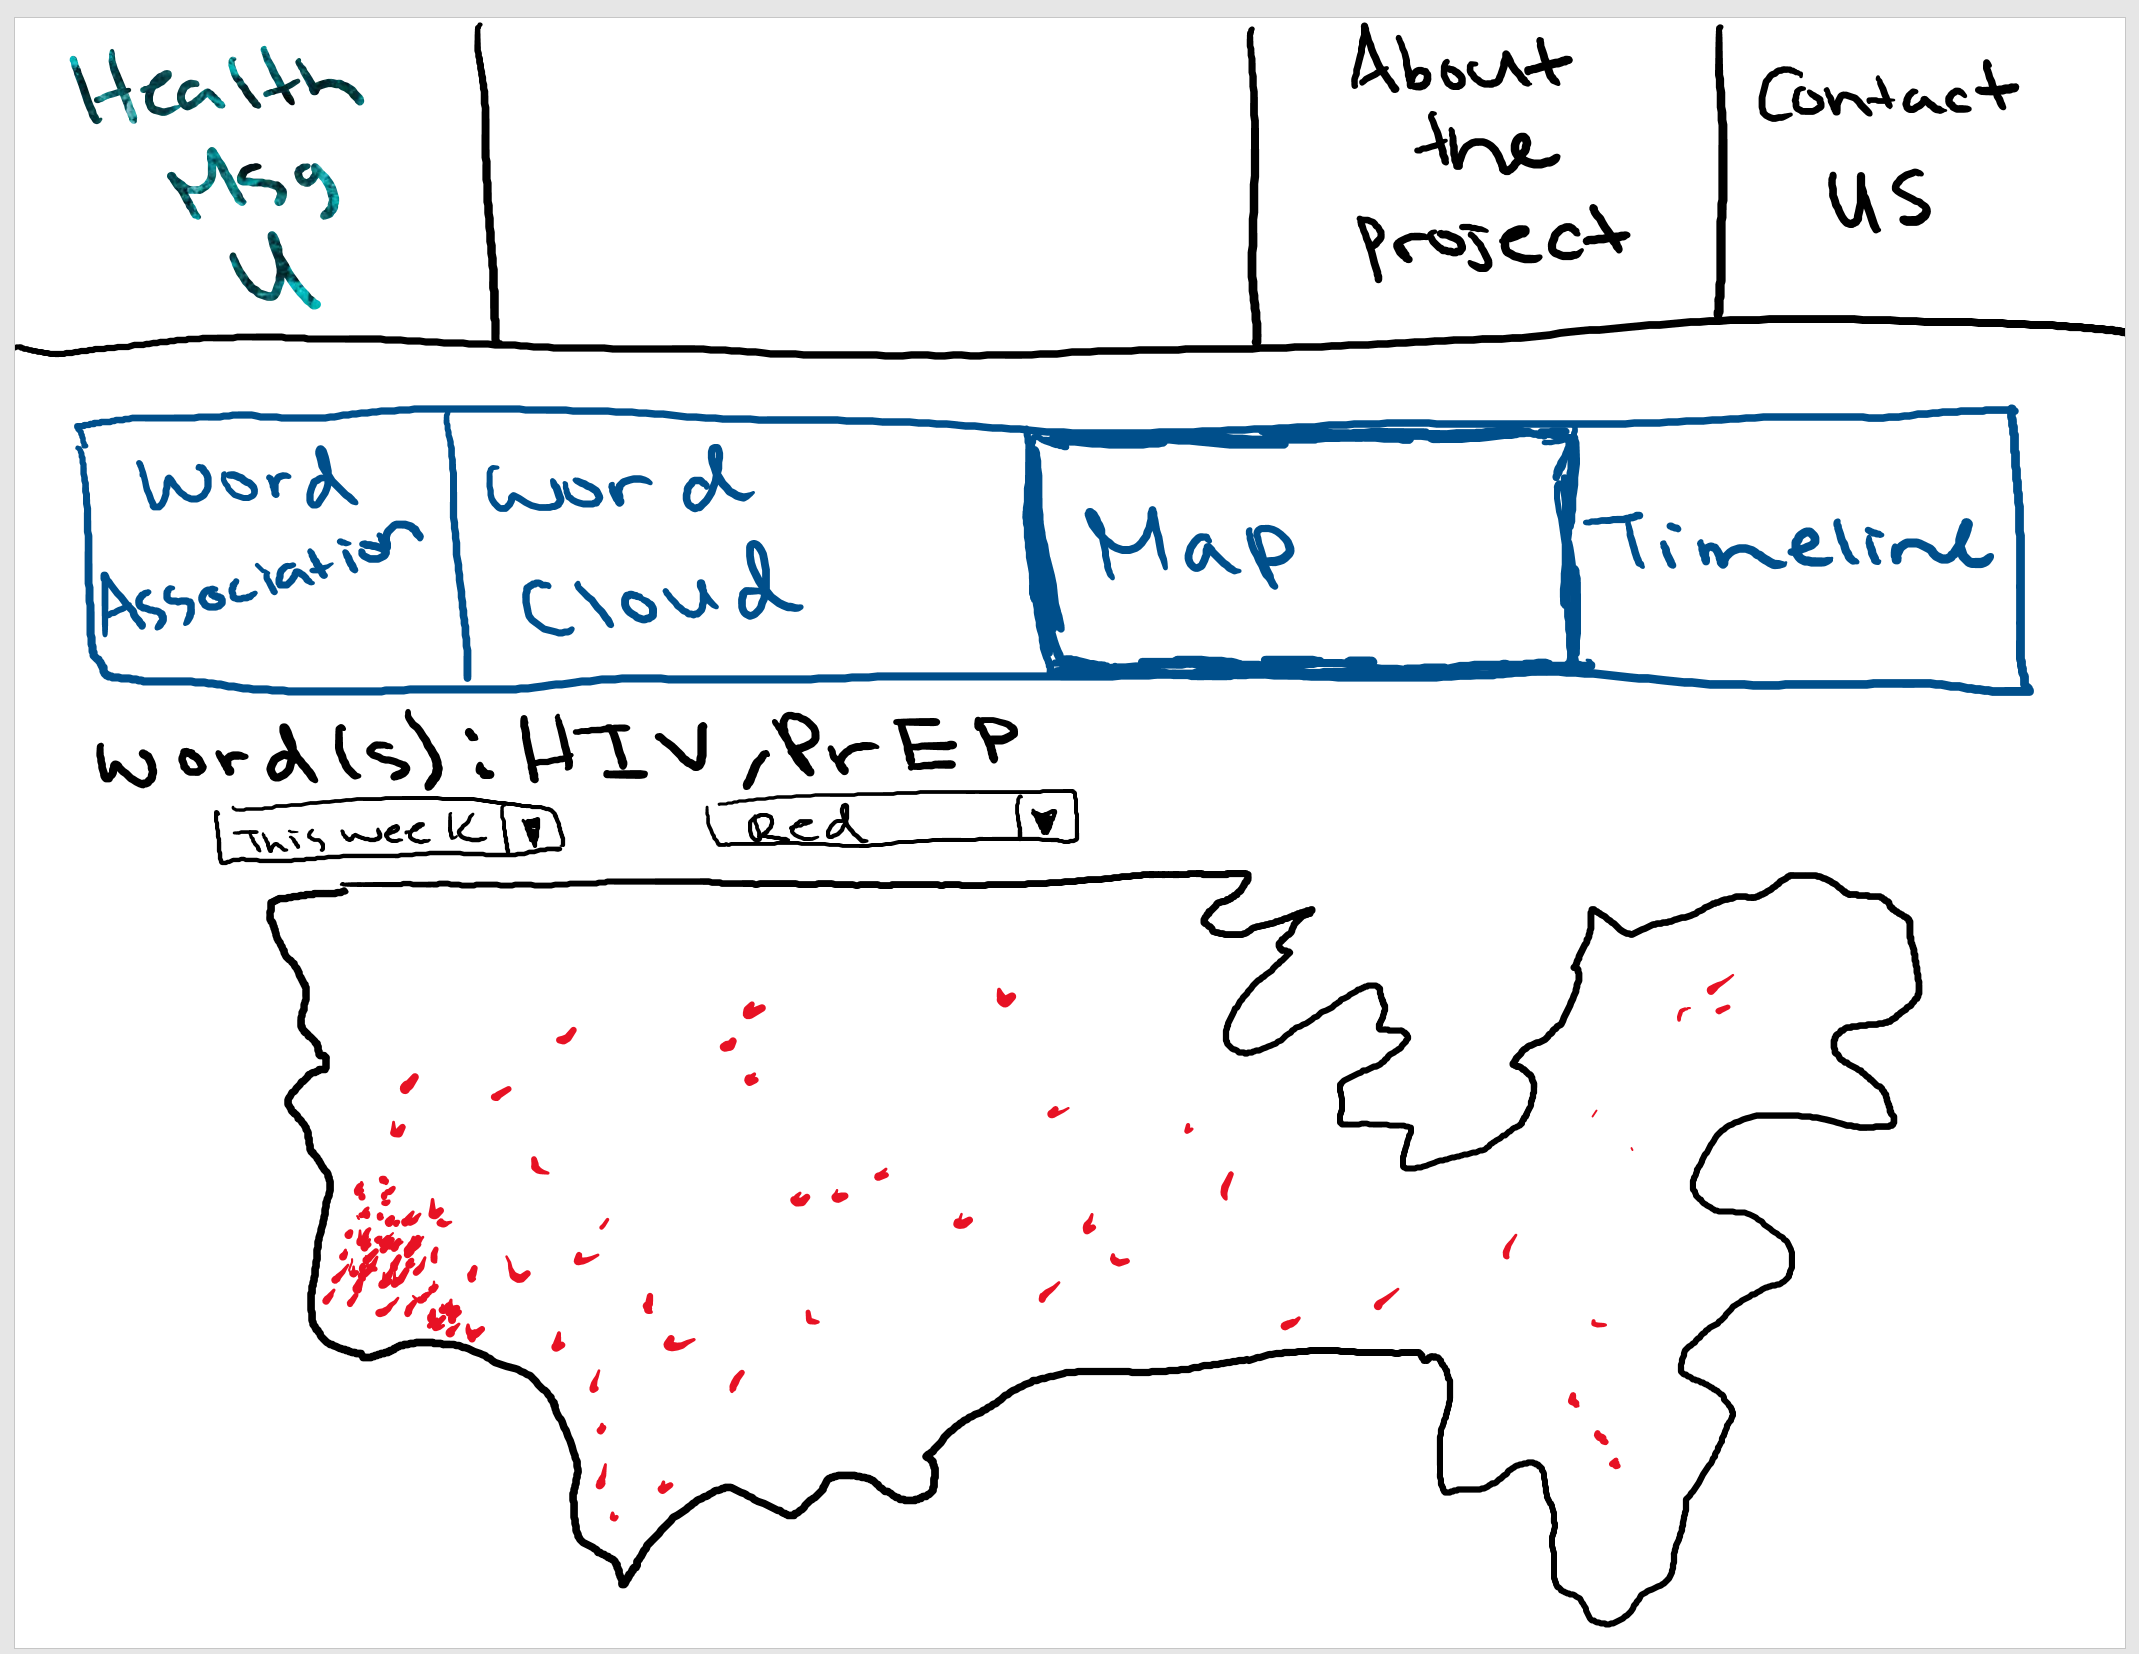 Health
Msg
U
About
the
project
Contact
us
Word
Association
Word
Cloud
Map
Timeline
word(s): HIV, PrEP
This week
Red